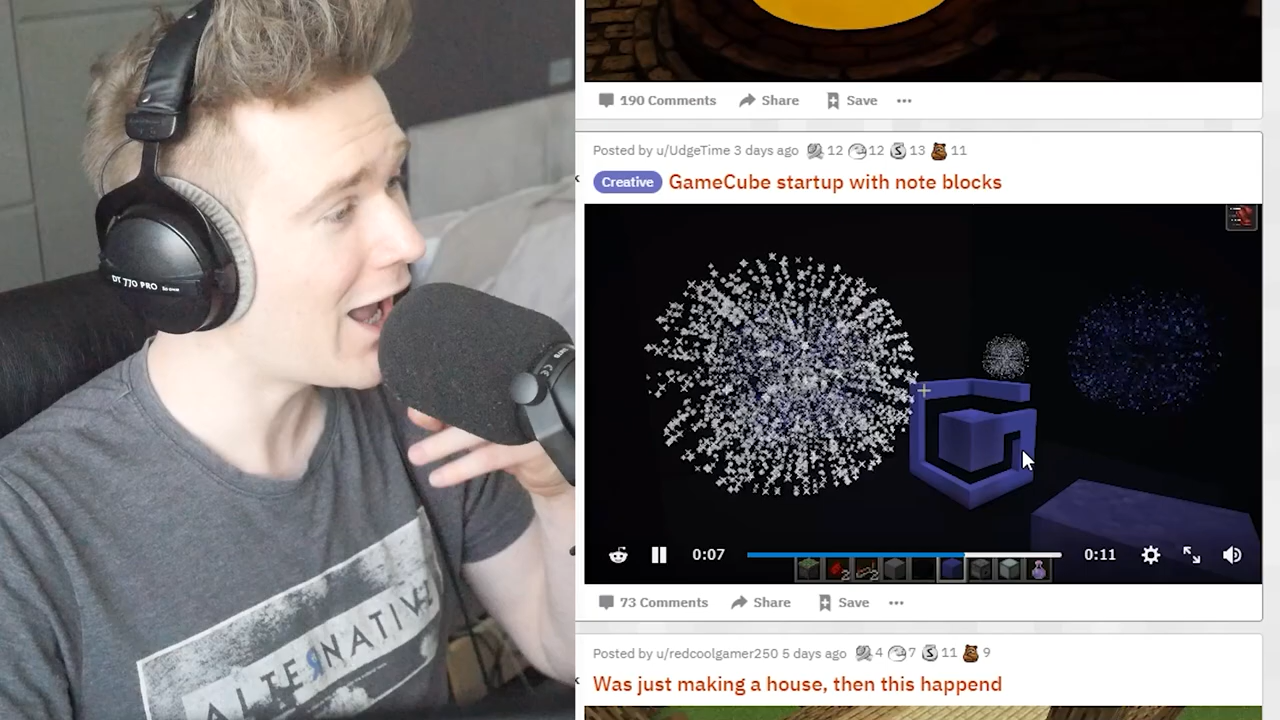 190 Comments Share Save
Posted by u/UdgeTime 3 days ago 12 12 13 11
Creative GameCube startup with note blocks
DT 770 PRO
0:07 0:11
2 2
73 Comments Share Save
Posted by u/redcoolgamer250 5 days ago 4 7 11 9
Was just making a house, then this happend
ALTERNATIVE